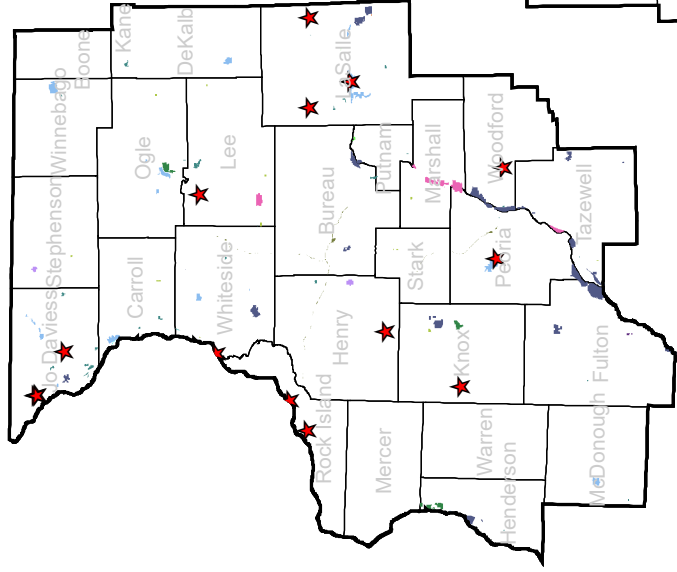 Kane
DeKalb
Boone
LaSalle
Winnebago
Ogle
Lee
Putnam
Marshall
Woodford
Bureau
Tazewell
Stephenson
Carroll
Whiteside
Stark
Peoria
Jo Daviess
Henry
Knox
Fulton
Rock Island
Mercer
Warren
Henderson
McDonough